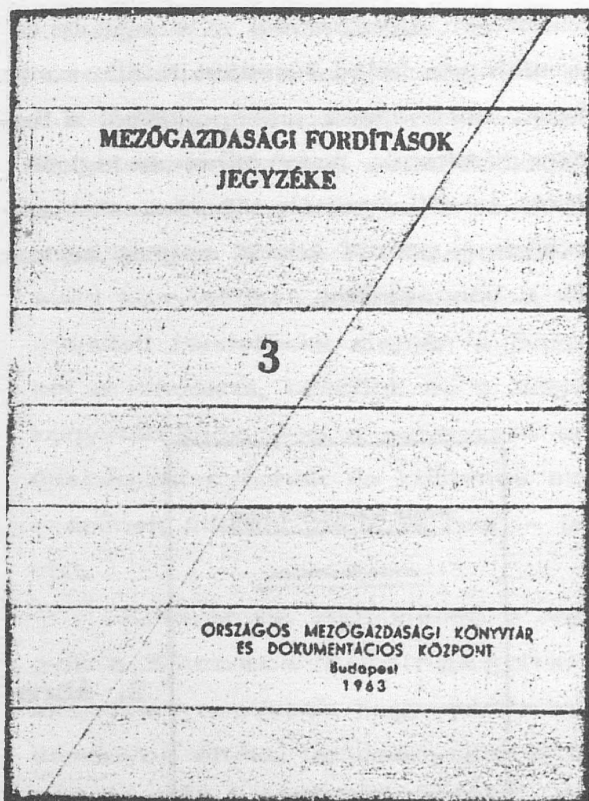 MEZŐGAZDASÁGI FORDÍTÁSOK
JEGYZÉKE
3
ORSZÁGOS MEZŐGAZDASÁGI KÖNYVTÁR
ÉS DOKUMENTÁCIÓS KÖZPONT
Budapest
1963